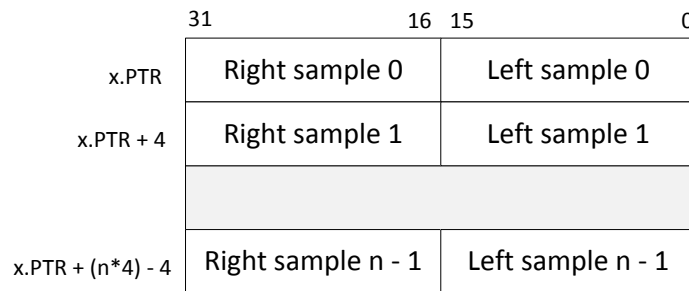 31 16 15 0
x.PTR Right sample 0 Left sample 0
x.PTR + 4 Right sample 1 Left sample 1
x.PTR + (n*4) - 4 Right sample n - 1 Left sample n - 1